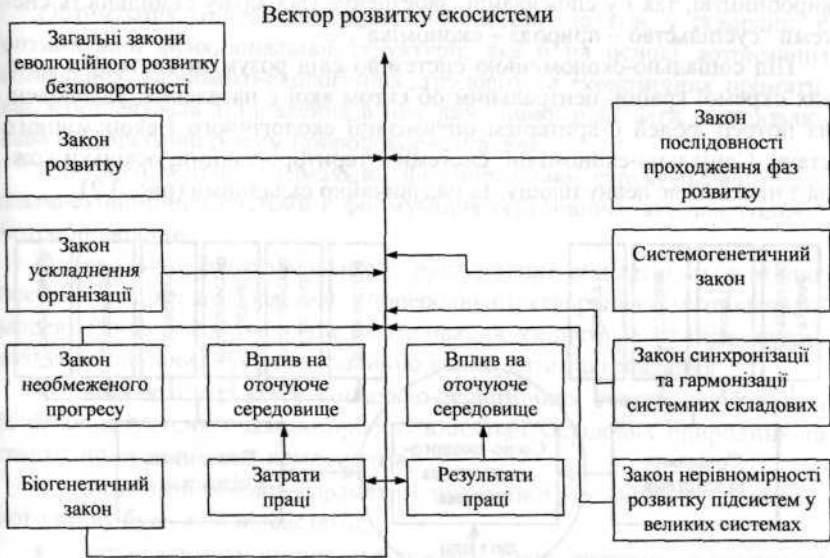 Вектор розвитку екосистеми
Загальні закони
еволюційного розвитку
безповоротності
Закон
розвитку
Закон
послідовності
проходження фаз
розвитку
Закон
ускладнення
організації
Системогенетичний
закон
Закон
необмеженого
прогресу
Вплив на
оточуюче
середовище
Вплив на
оточуюче
середовище
Закон синхронізації
та гармонізації
системних складових
Біогенетичний
закон
Затрати
праці
Результати
праці
Закон нерівномірності
розвитку підсистем у
великих системах